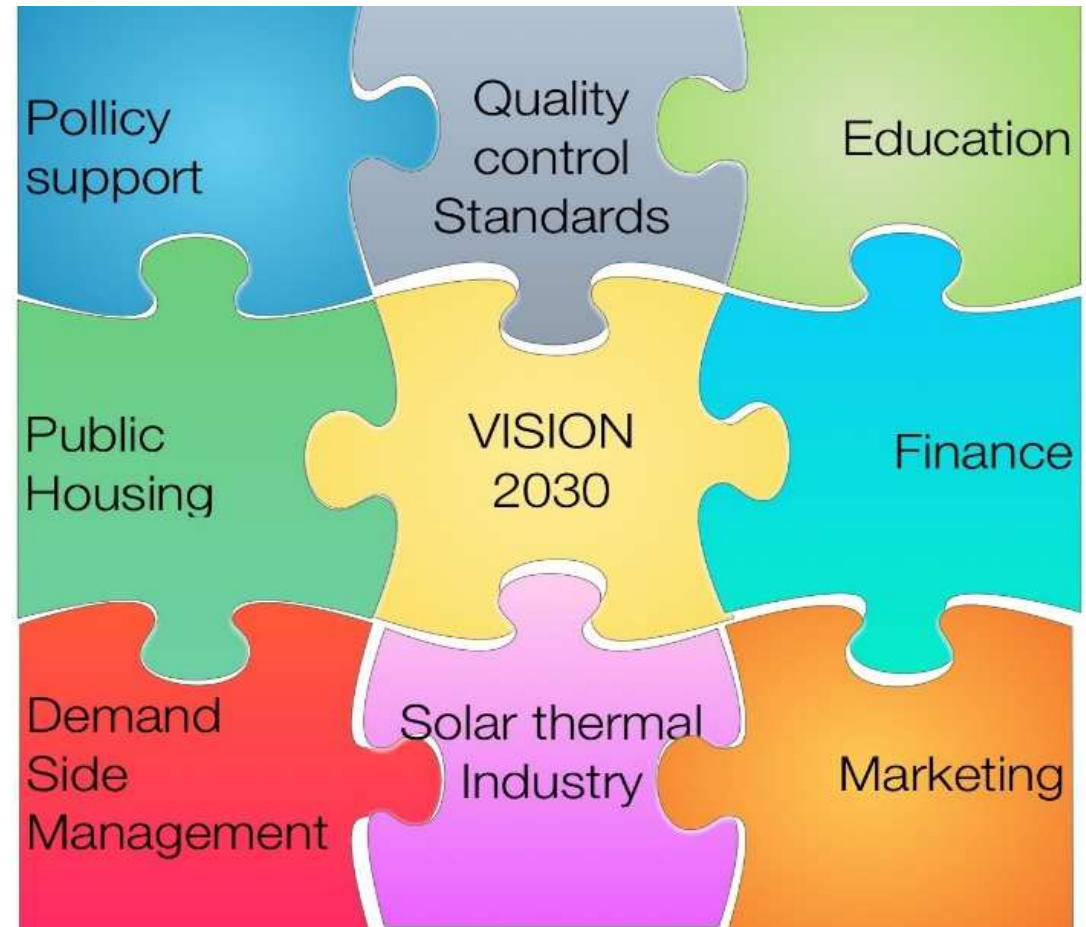 Pollicy
support
Quality
control
Standards
Education
Public
Housing
VISION
2030
Finance
Demand
Side
Management
Solar thermal
Industry
Marketing